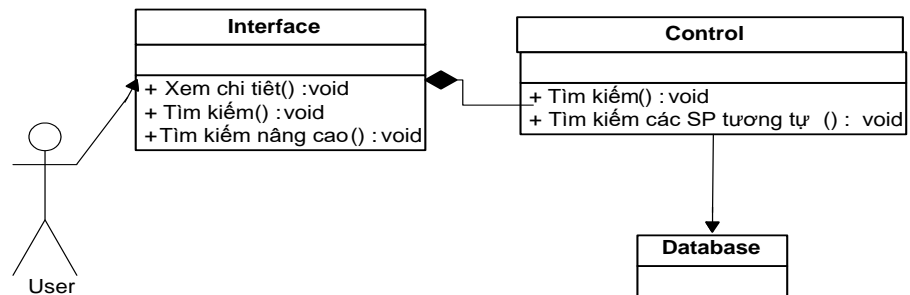 Interface
+ Xem chi tiêt() :void
+ Tìm kiếm() :void
+Tìm kiếm nâng cao() :void
Control
+ Tìm kiếm() :void
+ Tìm kiếm các SP tương tự () : void
Database
User